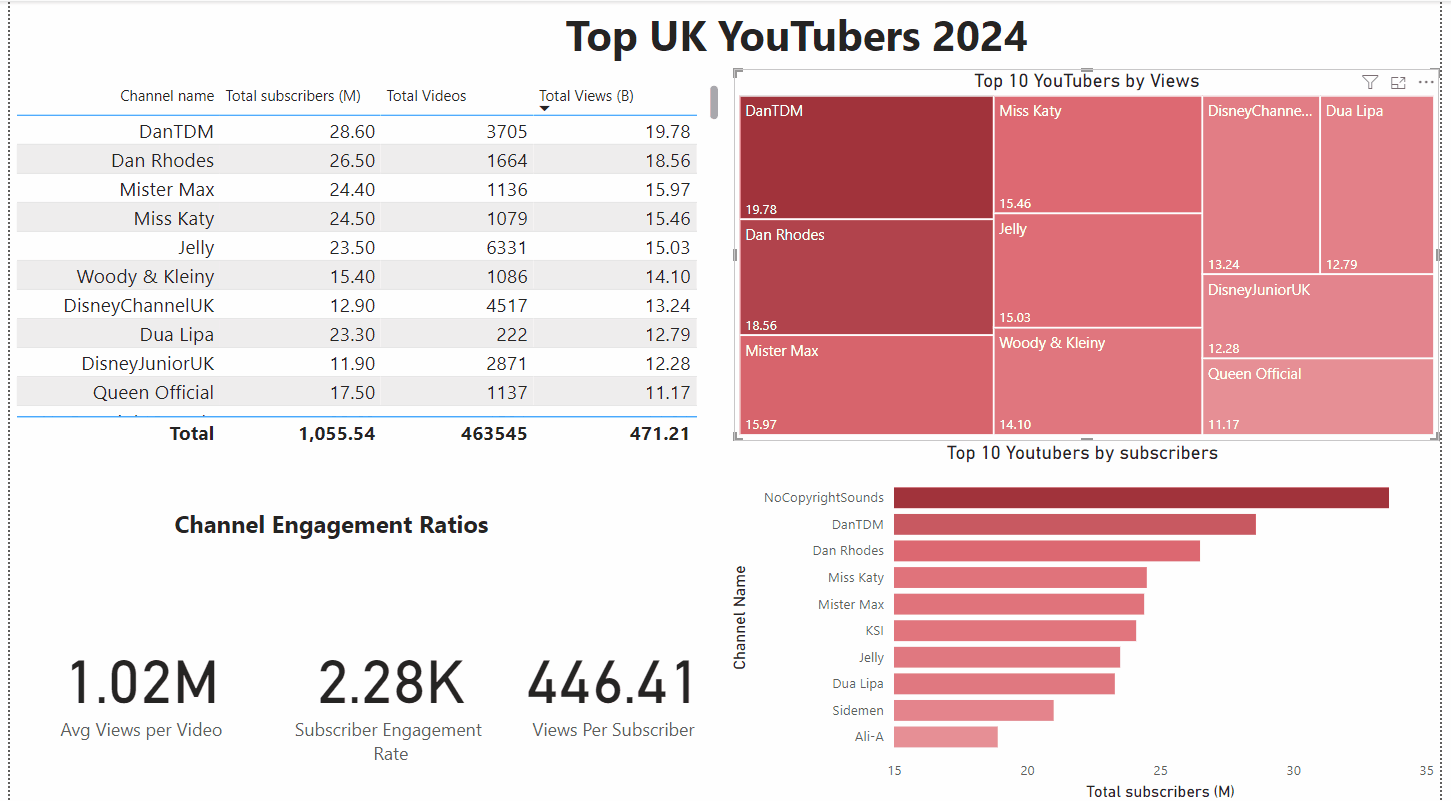 Top UK YouTubers 2024
Channel name Total subscribers (M) Total Videos Total Views (B)
DanTDM 28.60 3705 19.78
Dan Rhodes 26.50 1664 18.56
Mister Max 24.40 1136 15.97
Miss Katy 24.50 1079 15.46
Jelly 23.50 6331 15.03
Woody & Kleiny 15.40 1086 14.10
DisneyChannelUK 12.90 4517 13.24
Dua Lipa 23.30 222 12.79
DisneyJuniorUK 11.90 2871 12.28
Queen Official 17.50 1137 11.17
Total 1,055.54 463545 471.21
Top 10 YouTubers by Views
DanTDM
19.78
Dan Rhodes
18.56
Mister Max
15.97
Miss Katy
15.46
Jelly
15.03
Woody & Kleiny
14.10
DisneyChanne...
13.24
Dua Lipa
12.79
DisneyJuniorUK
12.28
Queen Official
11.17
Channel Engagement Ratios
1.02M
Avg Views per Video
2.28K
Subscriber Engagement
Rate
446.41
Views Per Subscriber
Top 10 Youtubers by subscribers
Channel Name
NoCopyrightSounds
DanTDM
Dan Rhodes
Miss Katy
Mister Max
KSI
Jelly
Dua Lipa
Sidemen
Ali-A
15 20 25 30 35
Total subscribers (M)